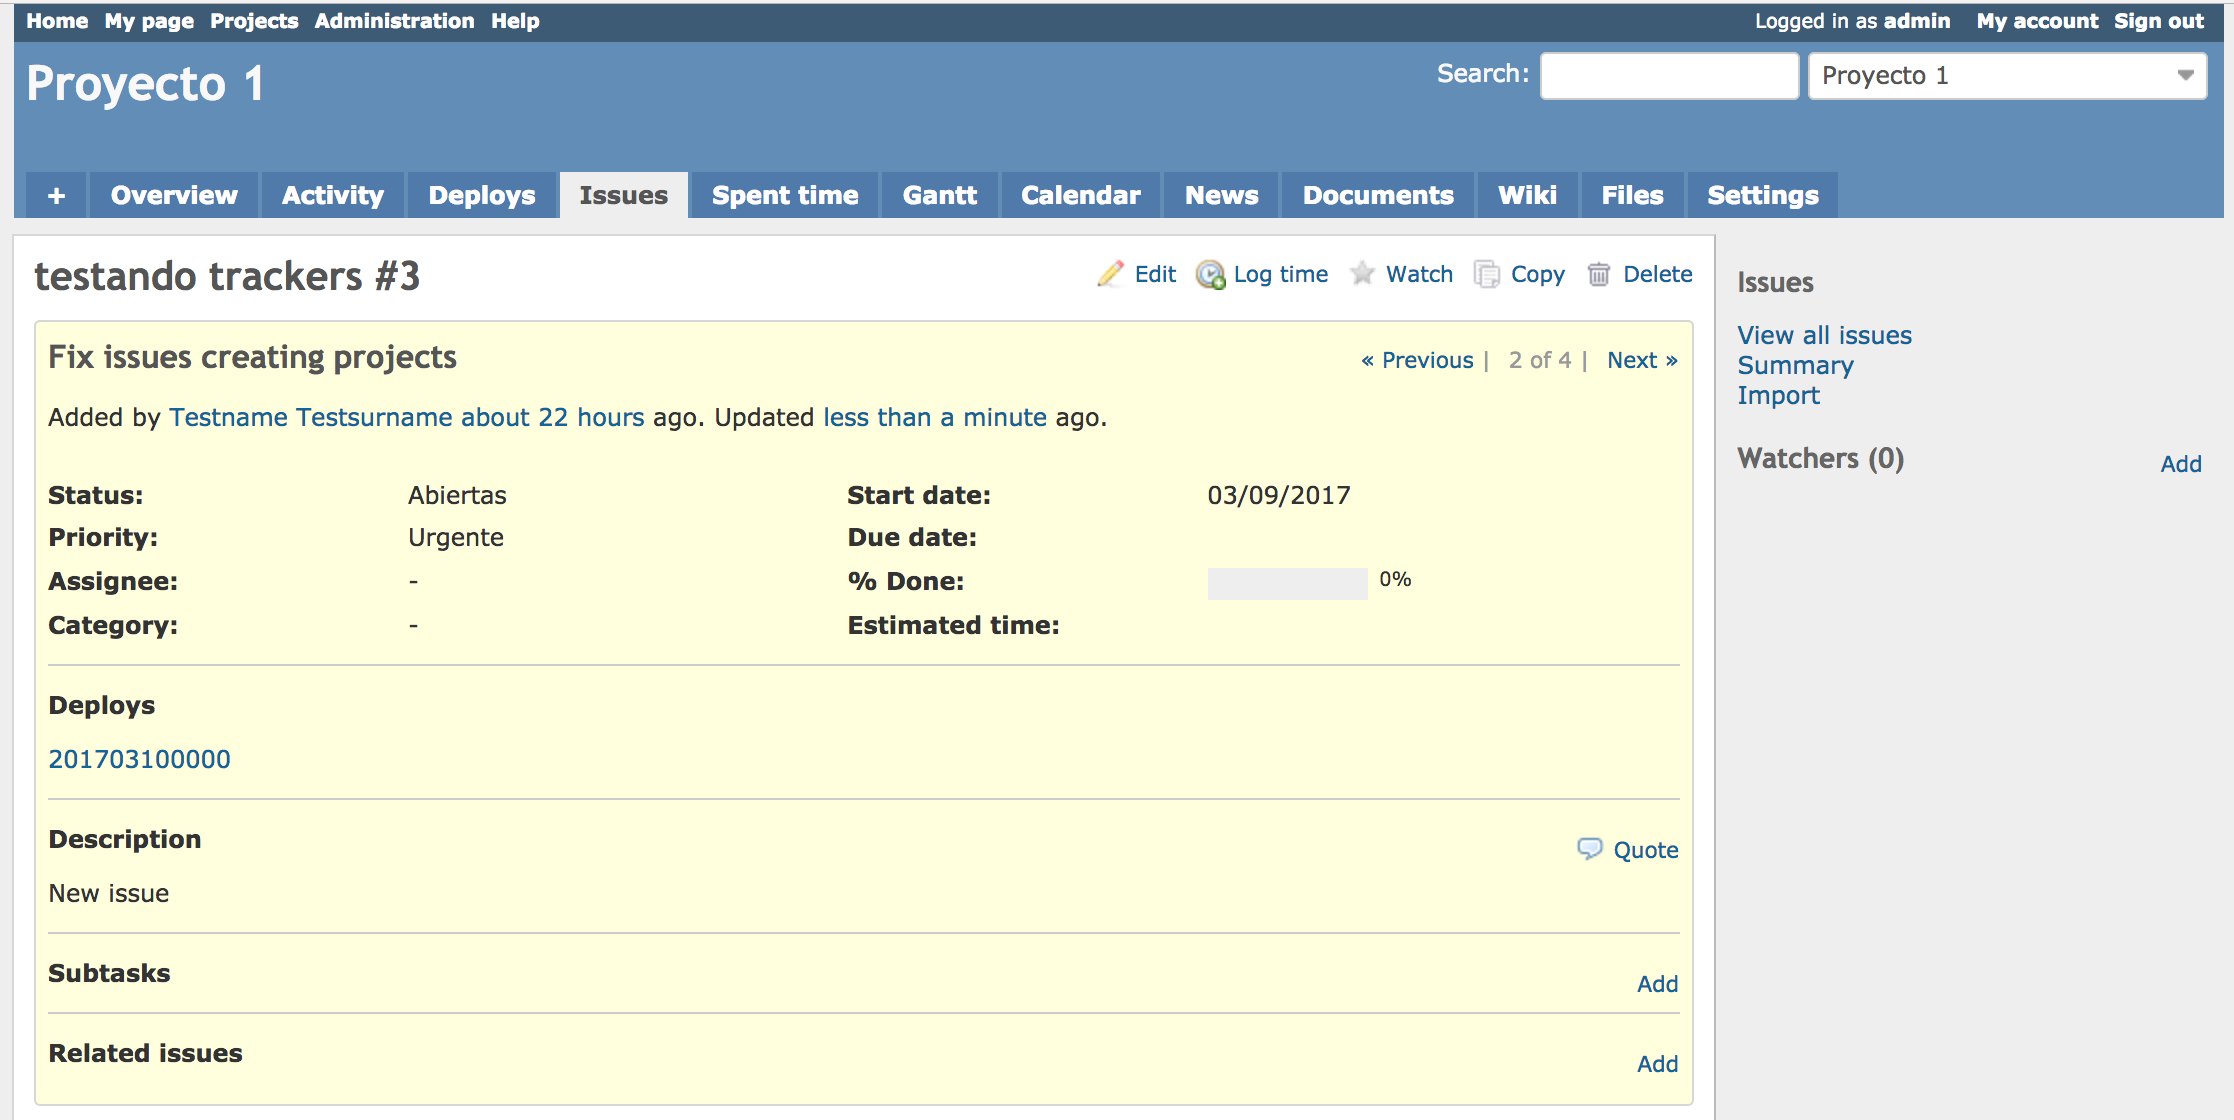 Home My page Projects Administration Help Logged in as admin My account Sign out
Proyecto 1 Search: Proyecto 1
+ Overview Activity Deploys Issues Spent time Gantt Calendar News Documents Wiki Files Settings
testando trackers #3 Edit Log time Watch Copy Delete
Fix issues creating projects « Previous | 2 of 4 | Next »
Added by Testname Testsurname about 22 hours ago. Updated less than a minute ago.
Status: Abiertas Start date: 03/09/2017
Priority: Urgente Due date:
Assignee: - % Done: 0%
Category: - Estimated time:
Deploys
201703100000
Description Quote
New issue
Subtasks Add
Related issues Add
Issues
View all issues
Summary
Import
Watchers (0) Add